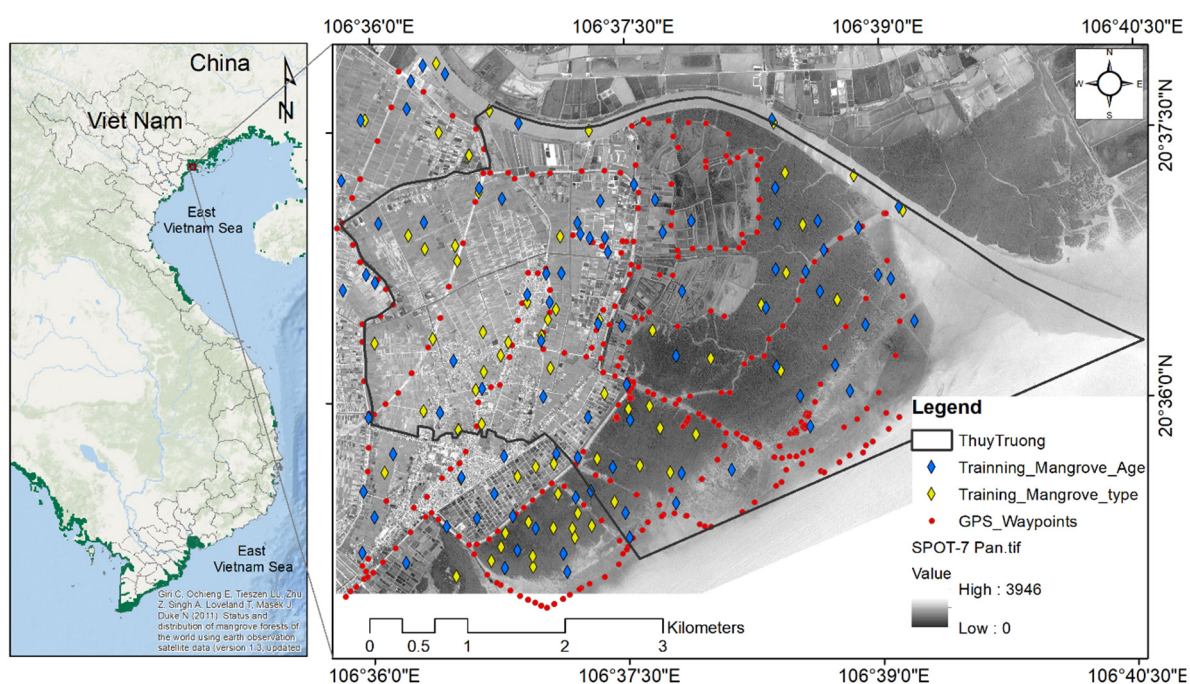 106°36'0"E
106°37'30"E
106°39'0"E
106°40'30"E
China
N
Viet Nam
East
Vietnam Sea
East
Vietnam Sea
Giri C, Ochieng E, Tieszen LL, Zhu
Z, Singh A, Loveland T, Masek J,
Duke N (2011). Status and
distribution of mangrove forests of
the world using earth observation
satellite data (version 1.3, updated
N
W
E
S
20°37'30"N
20°36'0"N
Legend
ThuyTruong
Trainning_Mangrove_Age
Training_Mangrove_type
GPS_Waypoints
SPOT-7 Pan.tif
Value
High : 3946
Low : 0
Kilometers
0 0.5 1 2 3
106°36'0"E
106°37'30"E
106°39'0"E
106°40'30"E